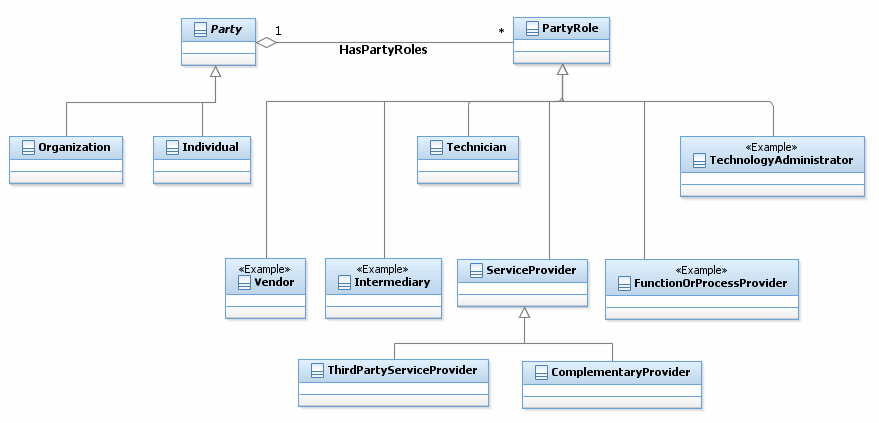 Party
1
*
PartyRole
HasPartyRoles
Organization
Individual
Technician
«Example»
TechnologyAdministrator
«Example»
Vendor
«Example»
Intermediary
ServiceProvider
«Example»
FunctionOrProcessProvider
ThirdPartyServiceProvider
ComplementaryProvider